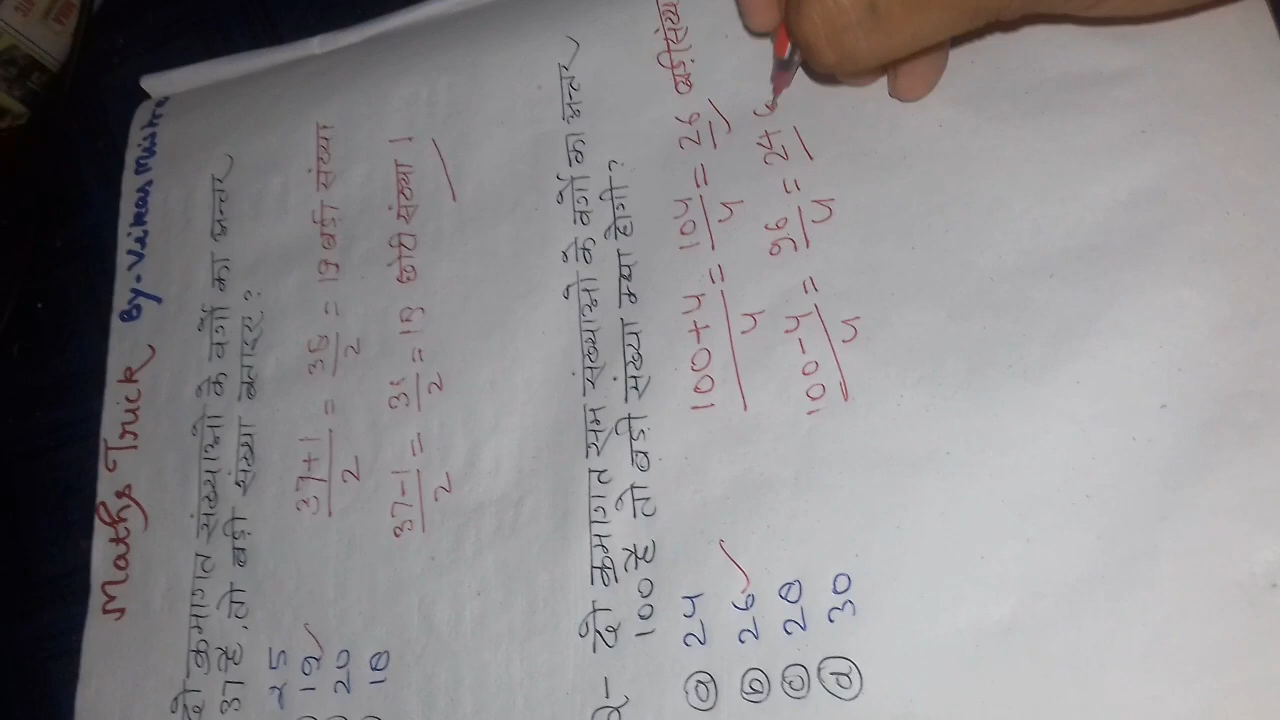 Maths Trick By-Vikas Mishra
दो क्रमागत संख्याओ के वर्गो का अन्तर
37 है, तो बड़ी संख्या बताइए?
25
19
20
18
37+1/2 = 38/2 = 19 बड़ी संख्या
37-1/2 = 36/2 = 18 छोटी संख्या।
2- दो क्रमागत सम संख्याओ के वर्गो का अन्तर
100 है तो बड़ी संख्या क्या होगी?
(a) 24
(b) 26
(c) 28
(d) 30
100+4/4 = 104/4 = 26 बड़ी संख्य
100-4/4 = 96/4 = 24